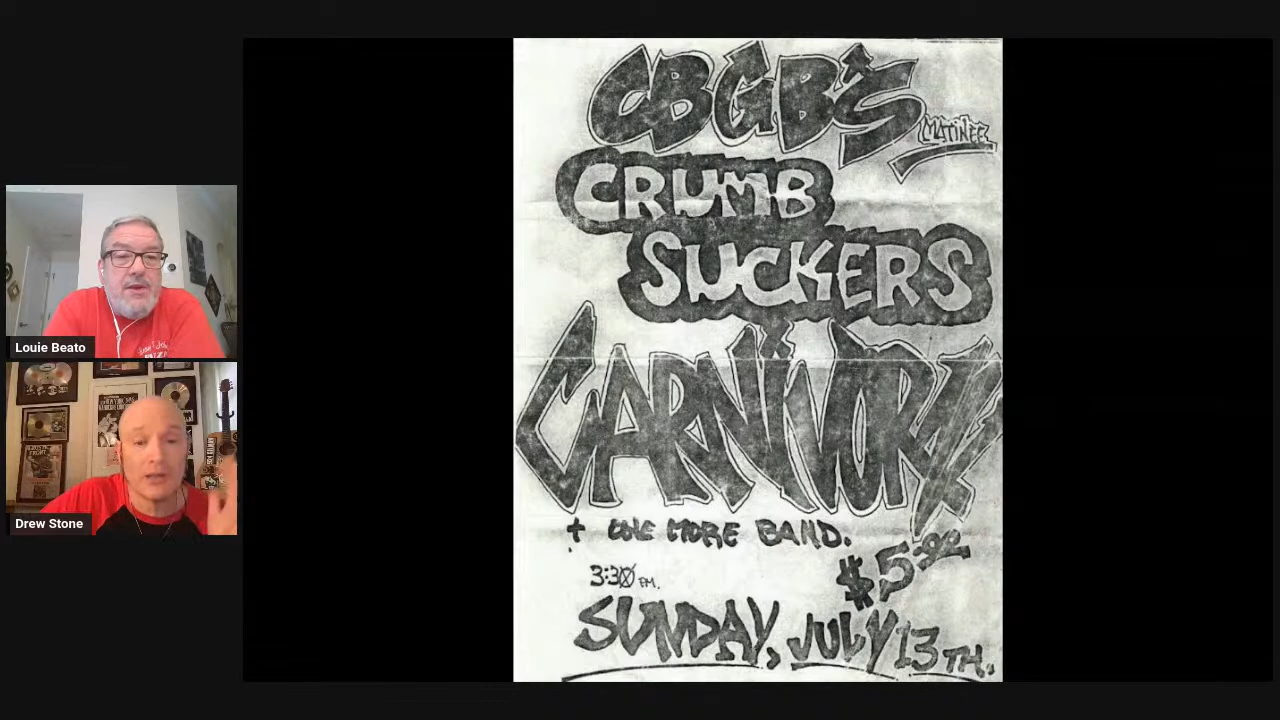 CBGB'S
MATINEE
CRUMB
SUCKERS
CARNIVORE
+ ONE MORE BAND.
$5.00
3:30 PM.
SUNDAY, JULY 13TH.
Louie Beato
Drew Stone